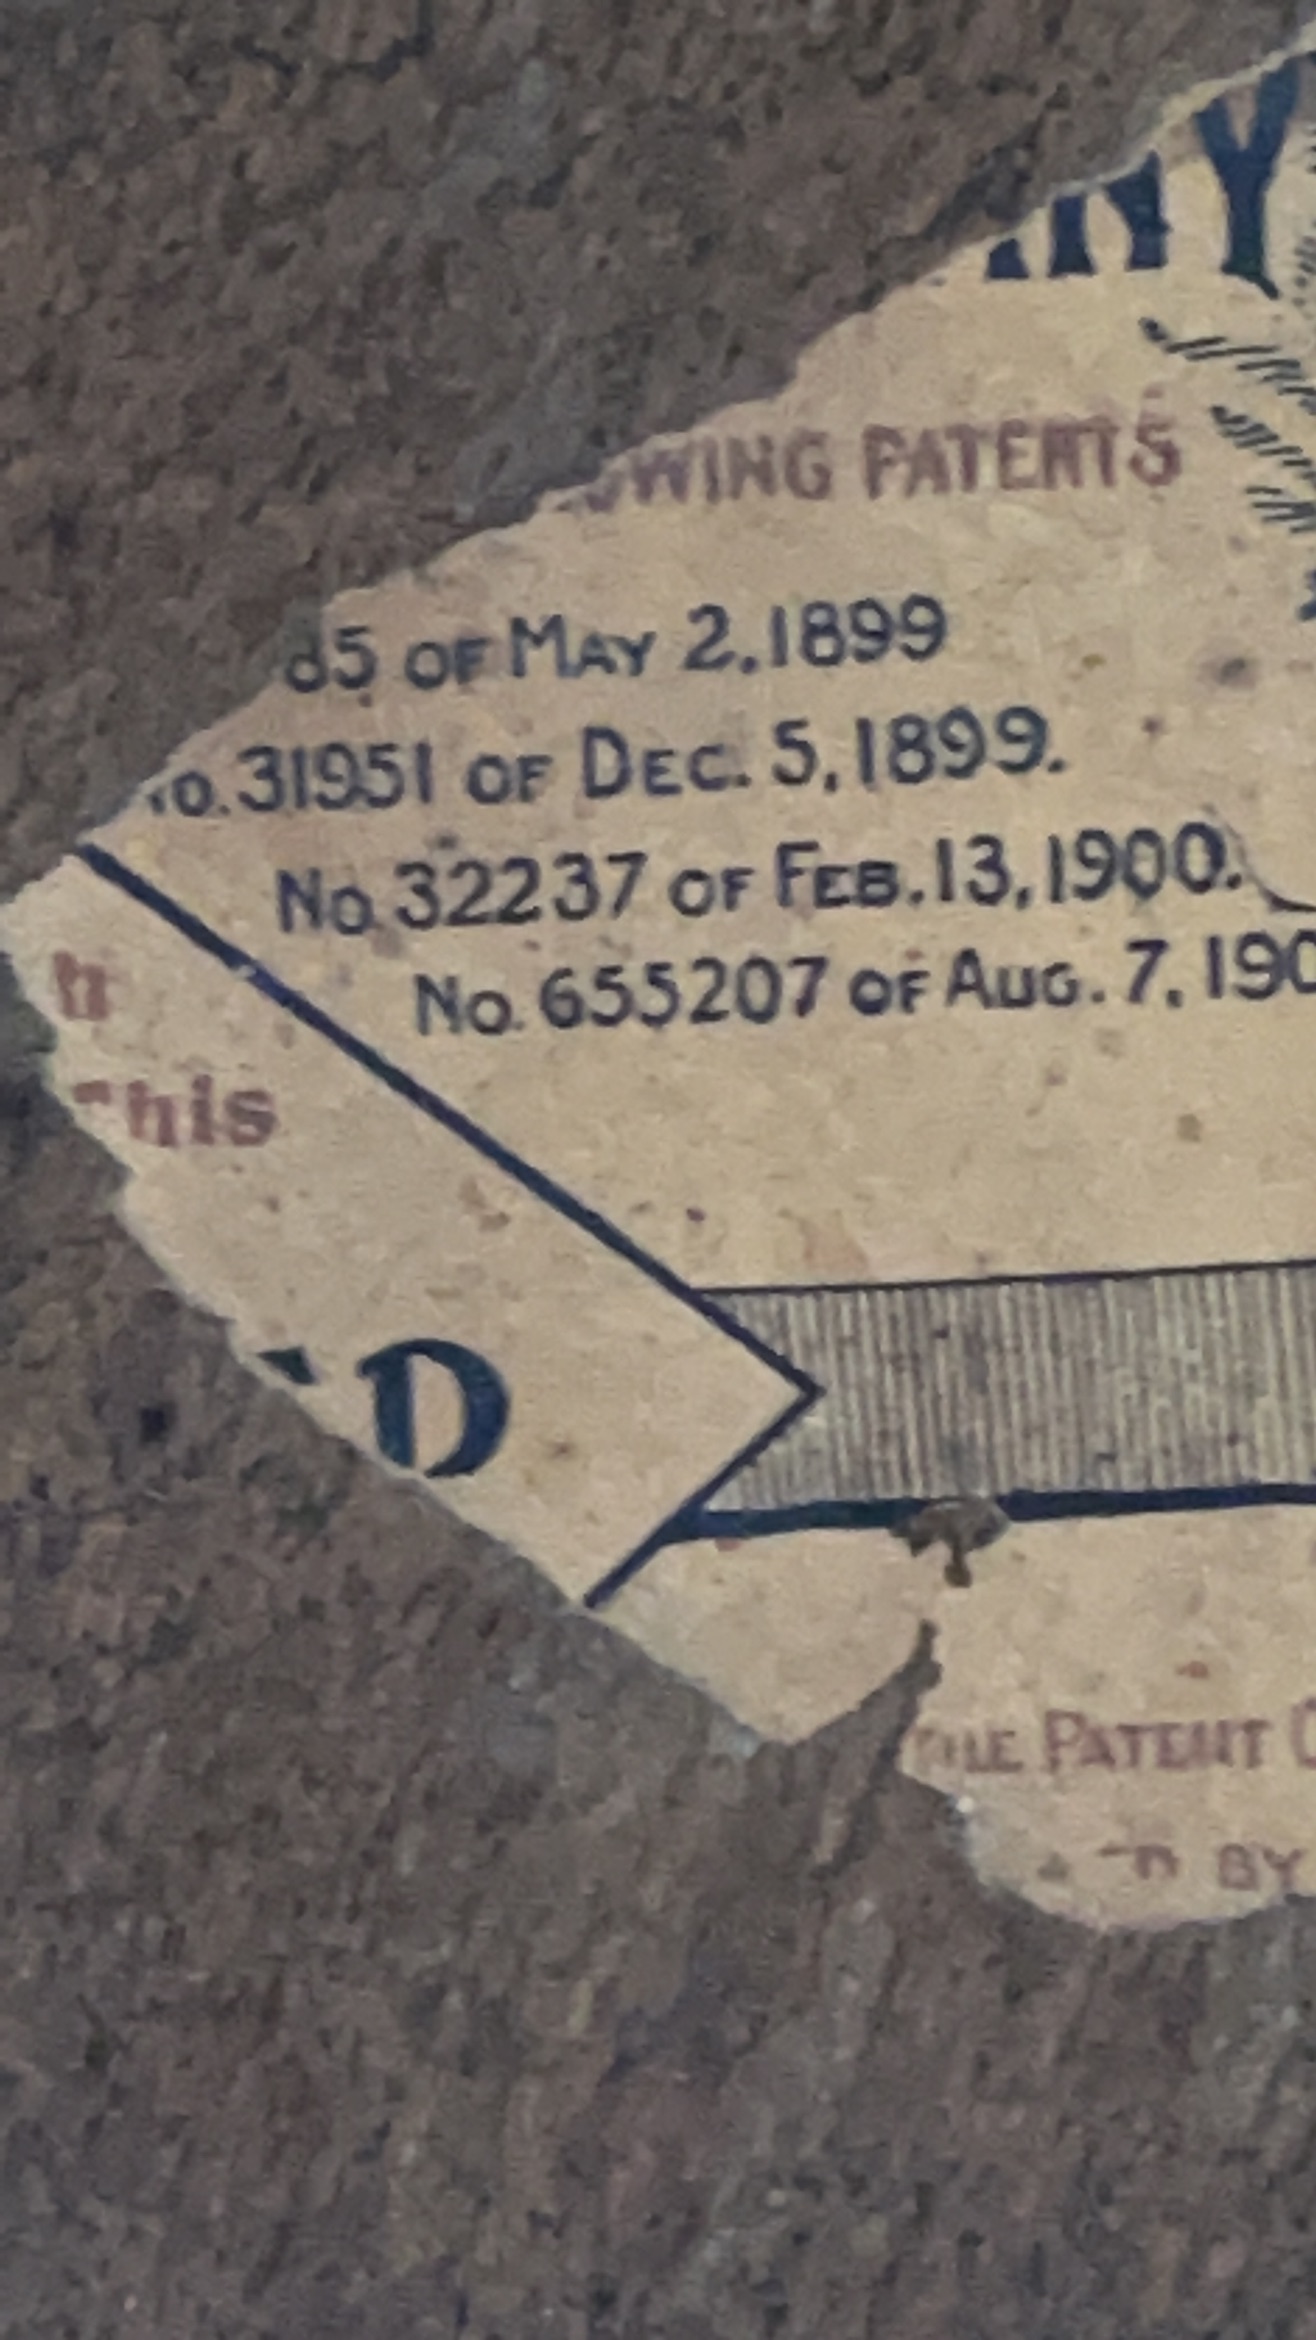 NY
WING PATENTS
85 OF MAY 2, 1899
No. 31951 OF DEC. 5, 1899.
No. 32237 OF FEB. 13, 1900.
No. 655207 OF AUG. 7, 190
his
D
THE PATENT
BY